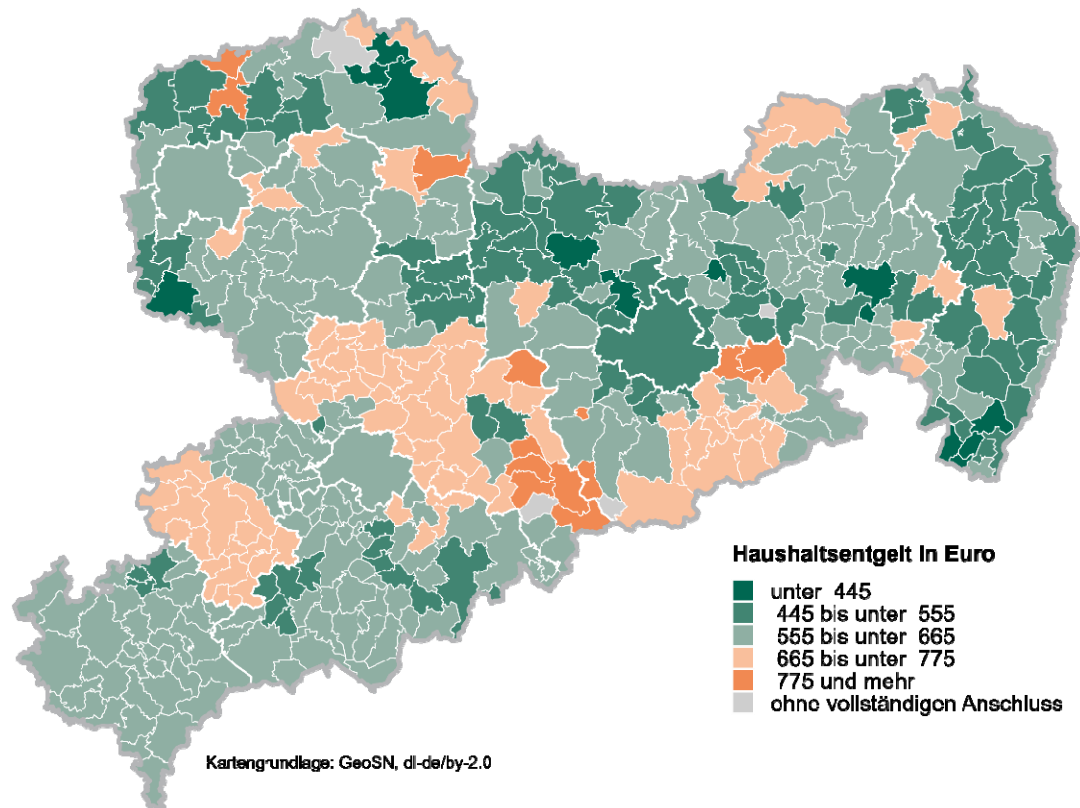 Haushaltsentgelt in Euro
unter 445
445 bis unter 555
555 bis unter 665
665 bis unter 775
775 und mehr
ohne vollständigen Anschluss
Kartengrundlage: GeoSN, dl-de/by-2.0